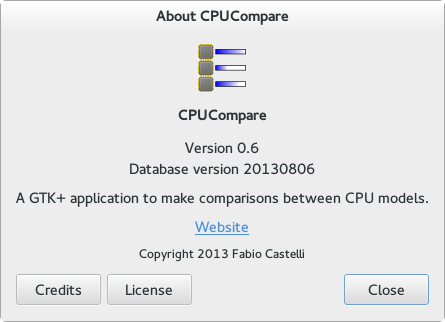 About CPUCompare
CPUCompare
Version 0.6
Database version 20130806
A GTK+ application to make comparisons between CPU models.
Website
Copyright 2013 Fabio Castelli
Credits
License
Close